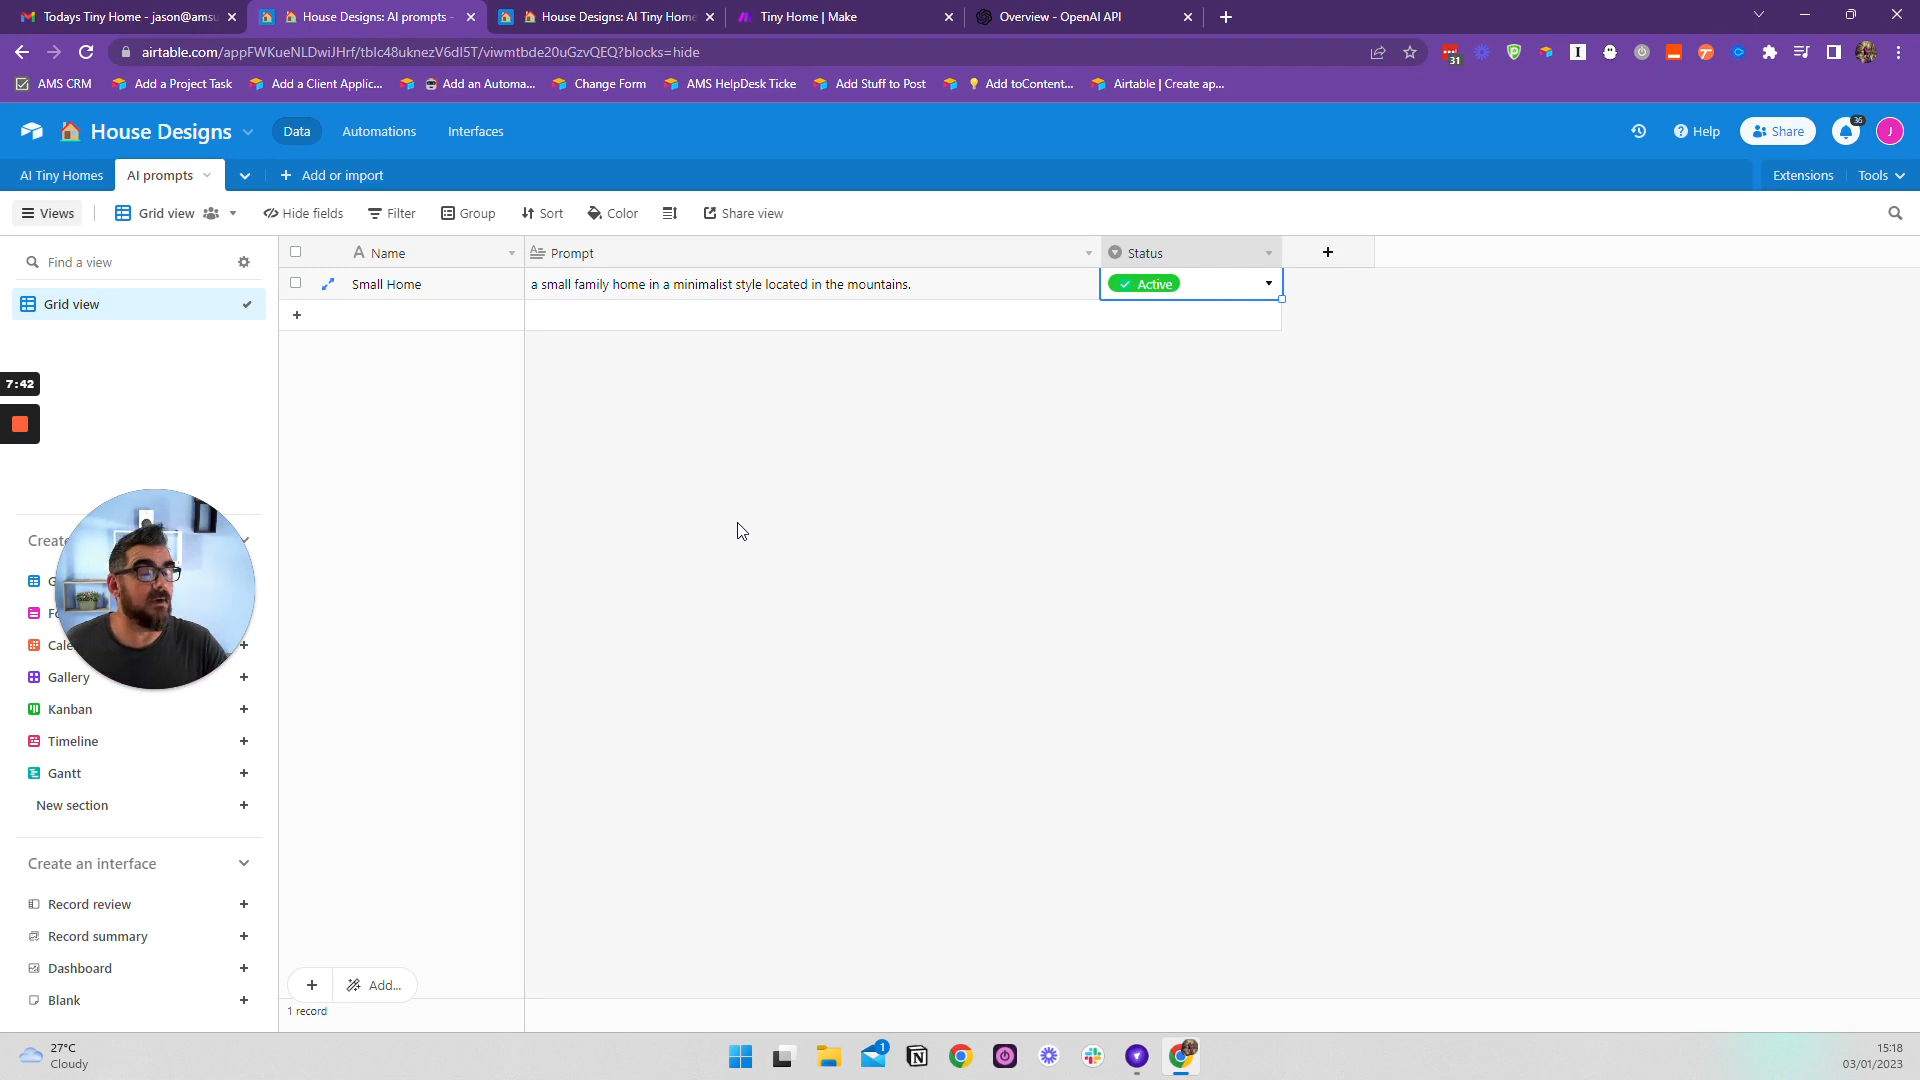 Todays Tiny Home - jason@amsu
House Designs: AI prompts -
House Designs: AI Tiny Home
Tiny Home | Make
Overview - OpenAI API
airtable.com/appFWKueNLDwiJHrf/tblc48uknezV6dI5T/viwmtbde20uGzvQEQ?blocks=hide
31
AMS CRM
Add a Project Task
Add a Client Applic...
Add an Automa...
Change Form
AMS HelpDesk Ticke
Add Stuff to Post
Add toContent...
Airtable | Create ap...
House Designs
Data
Automations
Interfaces
Help
Share
36
J
AI Tiny Homes
AI prompts
Add or import
Extensions
Tools
Views
Grid view
Hide fields
Filter
Group
Sort
Color
Share view
Find a view
Name
Prompt
Status
Small Home
a small family home in a minimalist style located in the mountains.
Active
Grid view
7:42
Create
G
Fo
Cale
Gallery
Kanban
Timeline
Gantt
New section
Create an interface
Record review
Record summary
Dashboard
Blank
Add...
1 record
27°C
Cloudy
1
15:18
03/01/2023